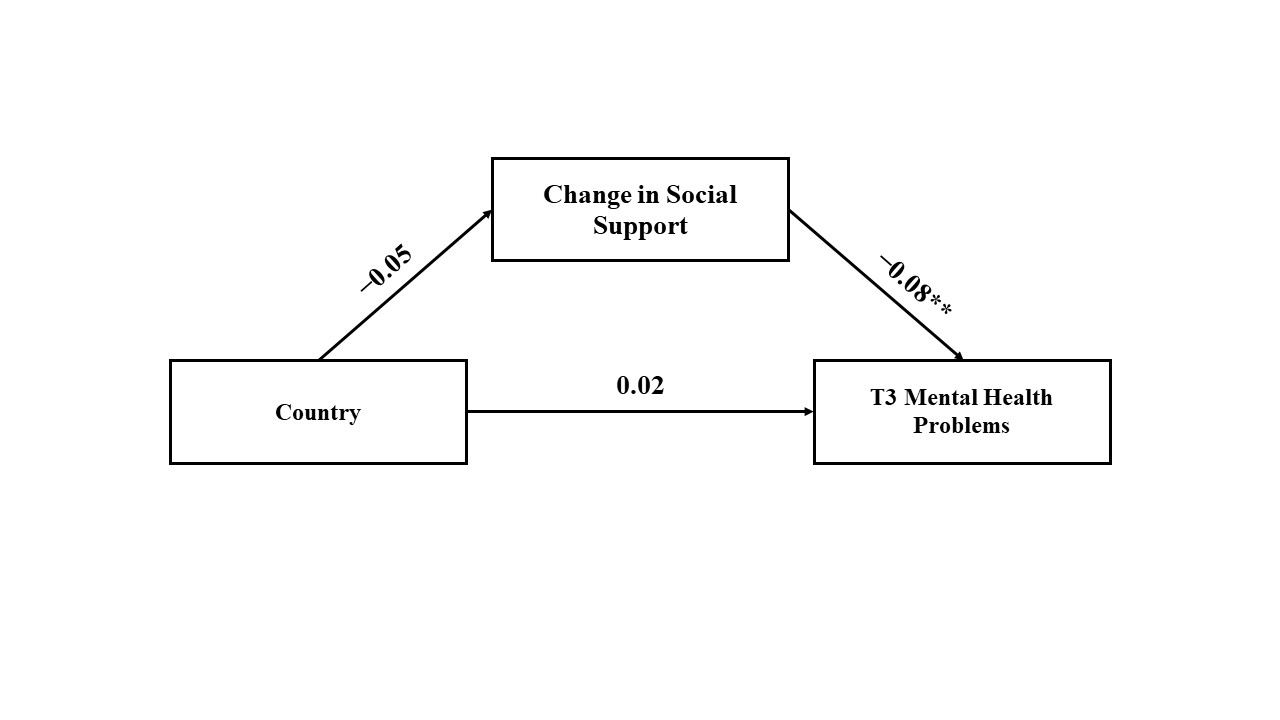 Change in Social
Support
–0.05
–0.08**
Country
0.02
T3 Mental Health
Problems